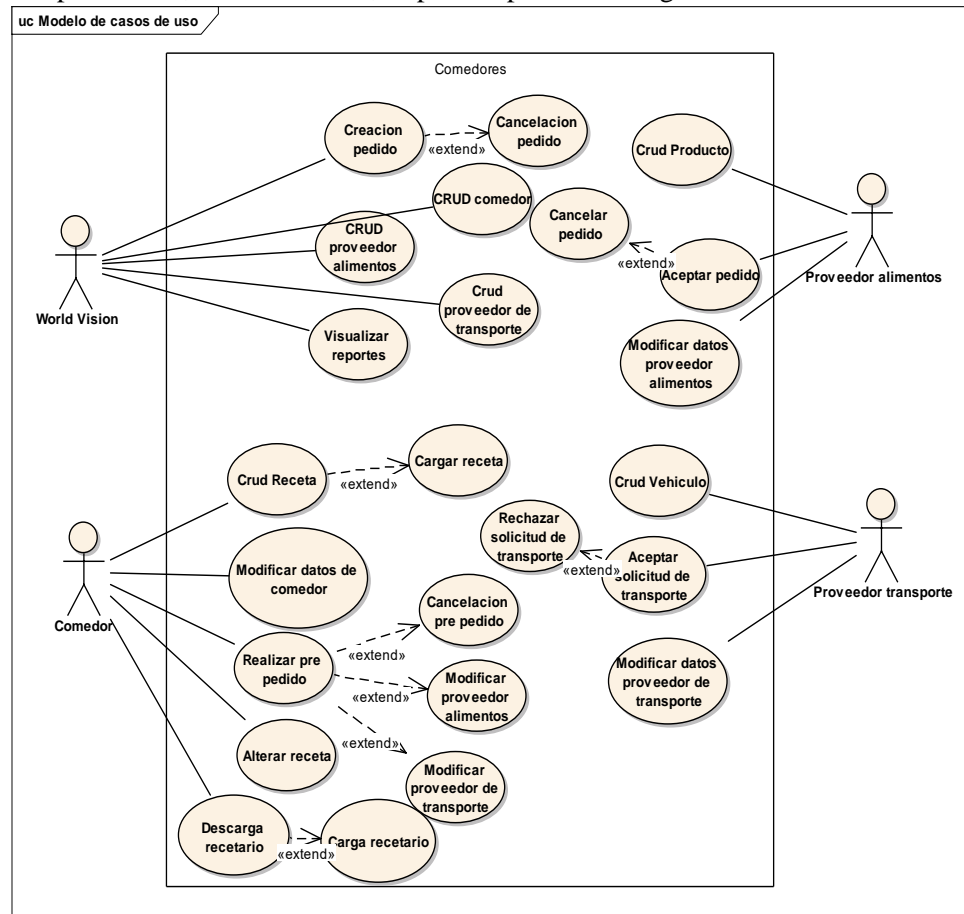 uc Modelo de casos de uso
Comedores
Creacion
pedido
«extend»
Cancelacion
pedido
Crud Producto
CRUD comedor
Cancelar
pedido
CRUD
proveedor
alimentos
«extend»
Aceptar pedido
Proveedor alimentos
World Vision
Crud
proveedor de
transporte
Visualizar
reportes
Modificar datos
proveedor
alimentos
Crud Receta
«extend»
Cargar receta
Crud Vehiculo
Rechazar
solicitud de
transporte
«extend»
Aceptar
solicitud de
transporte
Proveedor transporte
Modificar datos de
comedor
Comedor
Cancelacion
pre pedido
Realizar pre
pedido
«extend»
«extend»
«extend»
Modificar
proveedor
alimentos
Modificar datos
proveedor de
transporte
Alterar receta
Modificar
proveedor de
transporte
Descarga
recetario
«extend»
Carga recetario